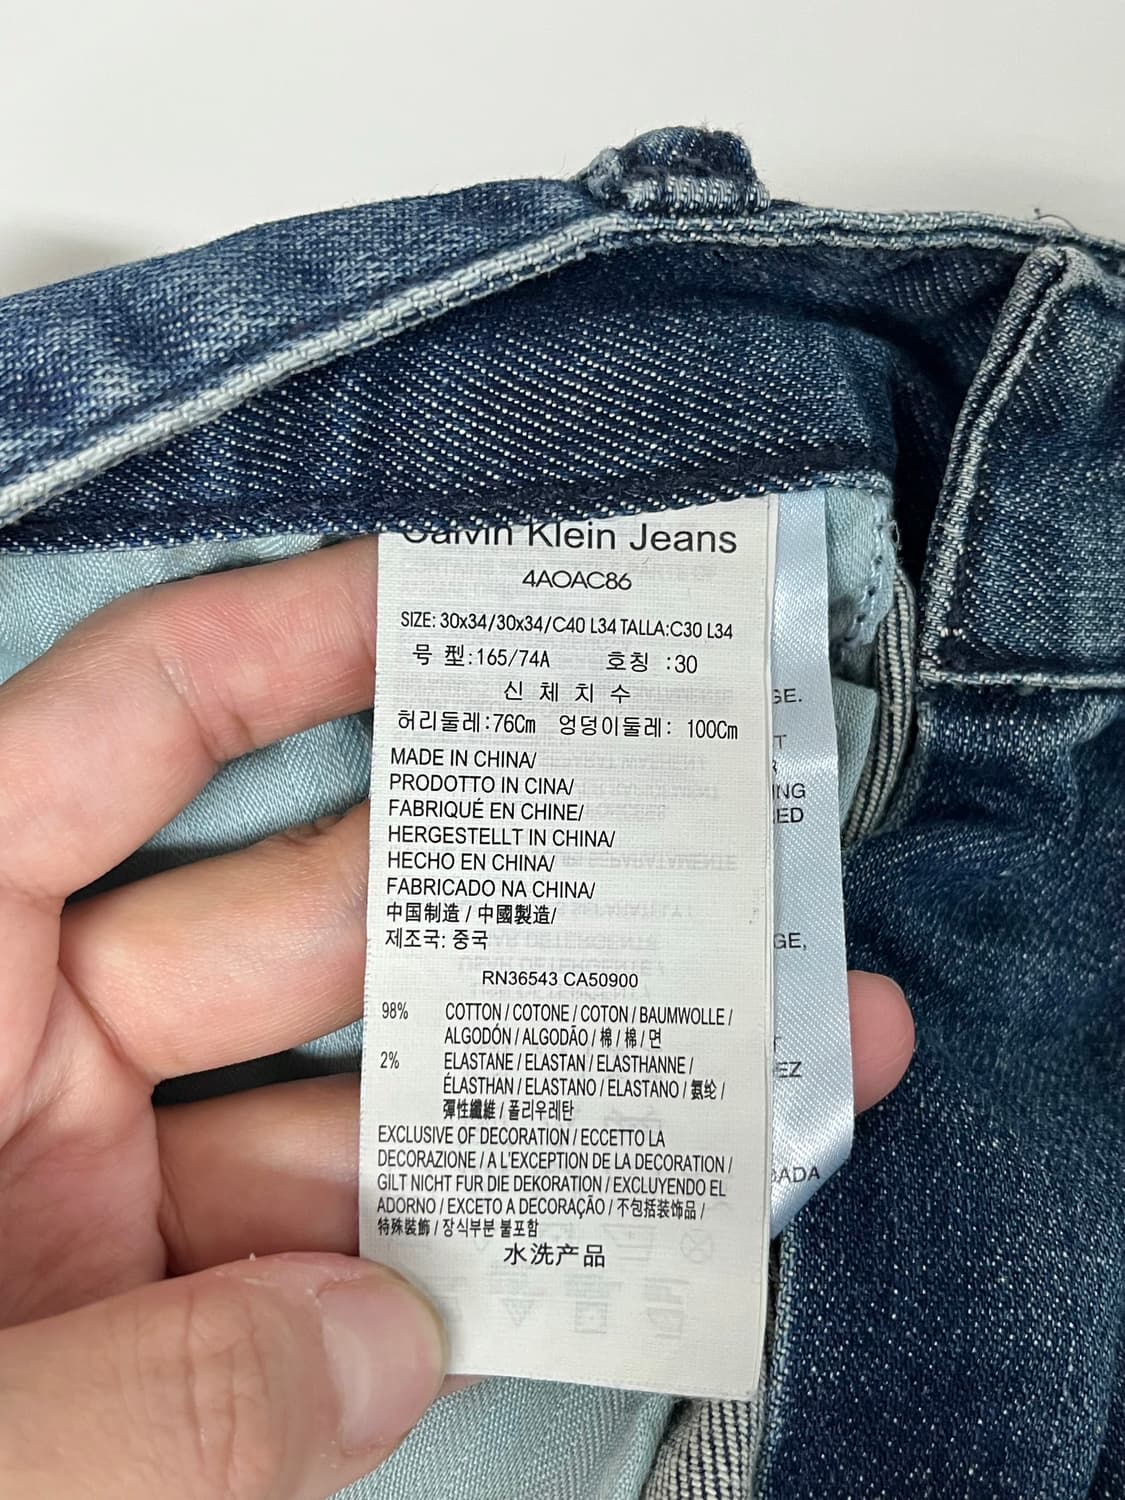 Calvin Klein Jeans
4AOAC86
SIZE: 30x34/30x34/C40 L34 TALLA:C30 L34
号 型:165/74A 호칭 :30
신 체 치 수
허리둘레:76Cm 엉덩이둘레: 100Cm
MADE IN CHINA/
PRODOTTO IN CINA/
FABRIQUÉ EN CHINE/
HERGESTELLT IN CHINA/
HECHO EN CHINA/
FABRICADO NA CHINA/
中国制造 / 中國製造/
제조국: 중국
RN36543 CA50900
98% COTTON / COTONE / COTON / BAUMWOLLE /
ALGODÓN / ALGODÃO / 棉 / 棉 / 면
2% ELASTANE / ELASTAN / ELASTHANNE /
ÉLASTHAN / ELASTANO / ELASTANO / 氨纶 /
彈性纖維 / 폴리우레탄
EXCLUSIVE OF DECORATION / ECCETTO LA
DECORAZIONE / A L'EXCEPTION DE LA DECORATION /
GILT NICHT FUR DIE DEKORATION / EXCLUYENDO EL
ADORNO / EXCETO A DECORAÇÃO / 不包括装饰品 /
特殊裝飾 / 장식부분 불포함
水洗产品